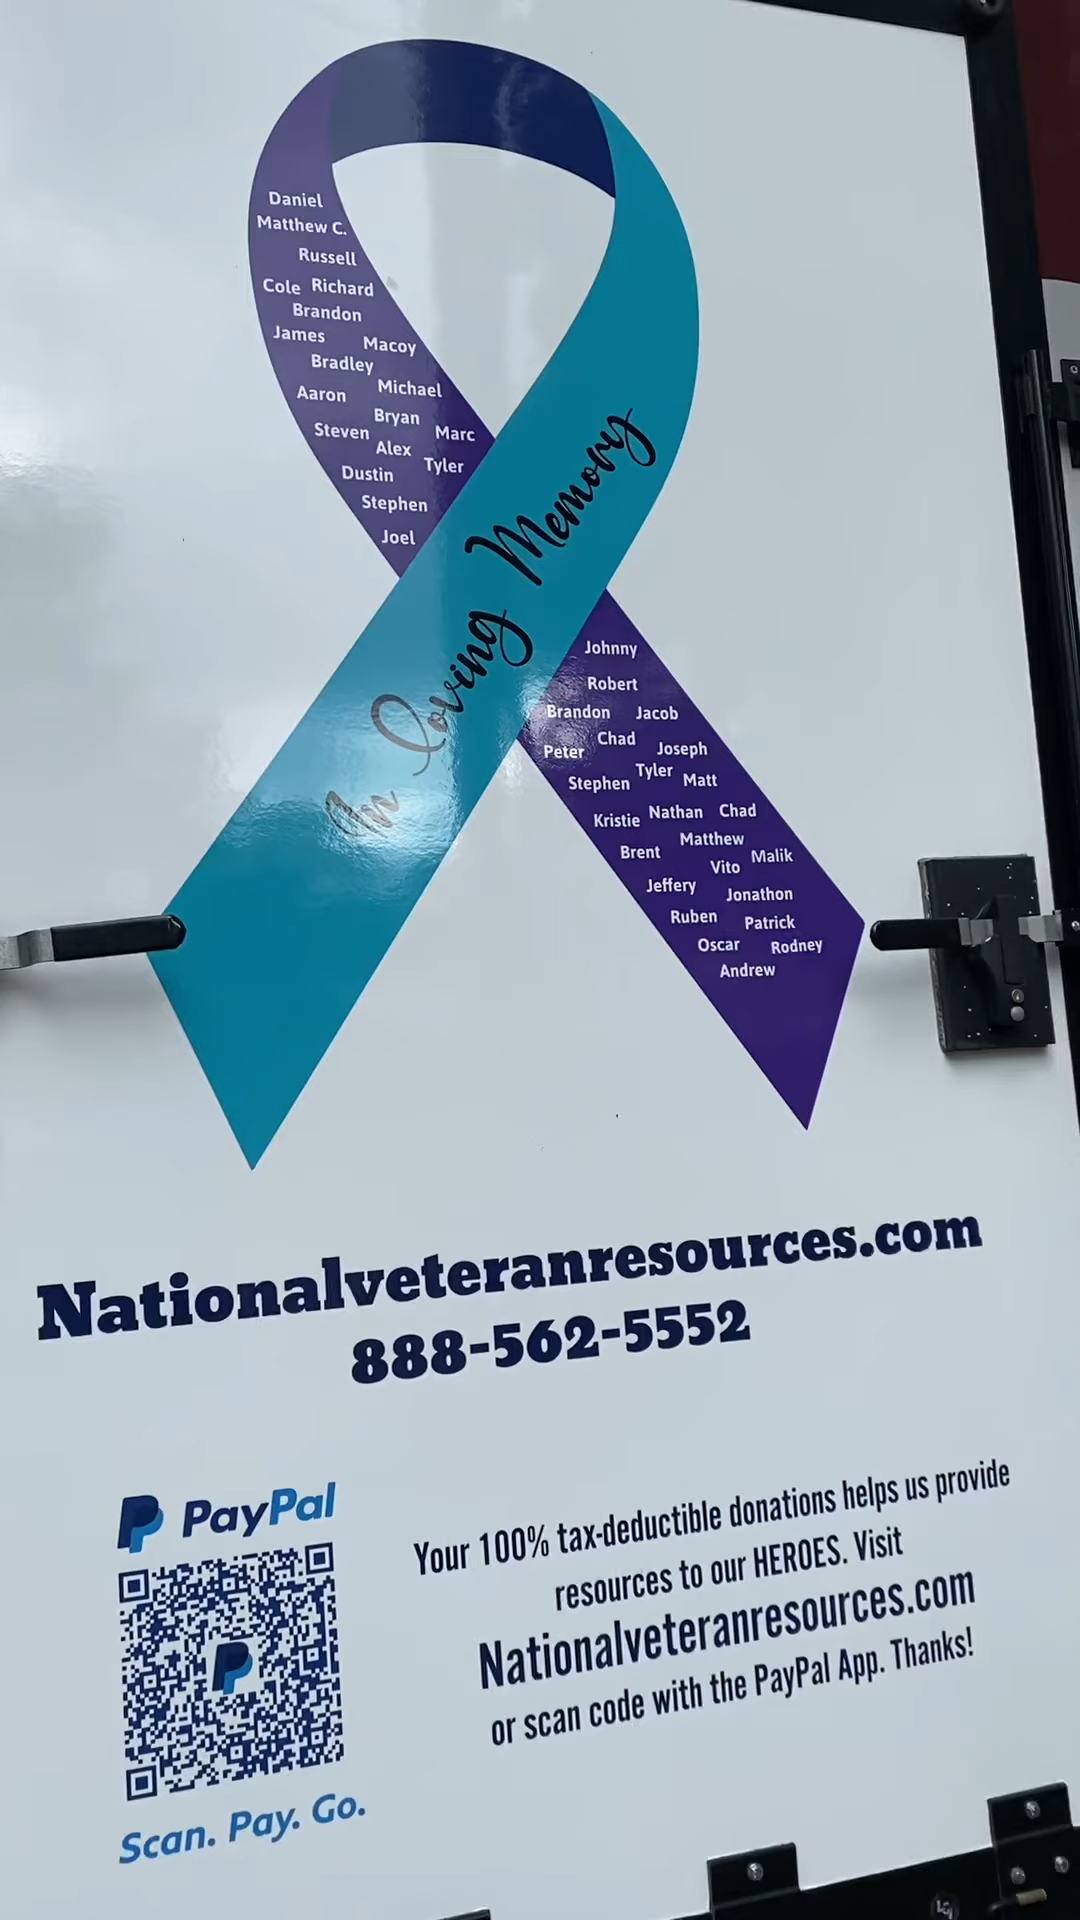 Daniel
Matthew C.
Russell
Cole Richard
Brandon
James Macoy
Bradley
Aaron Michael
Bryan
Steven Marc
Alex
Dustin Tyler
Stephen
Joel
In Loving Memory
Johnny
Robert
Brandon Jacob
Chad
Peter Joseph
Stephen Tyler Matt
Kristie Nathan Chad
Brent Matthew
Vito Malik
Jeffery Jonathon
Ruben Patrick
Oscar Rodney
Andrew
Nationalveteranresources.com
888-562-5552
PayPal
Scan. Pay. Go.
Your 100% tax-deductible donations helps us provide
resources to our HEROES. Visit
Nationalveteranresources.com
or scan code with the PayPal App. Thanks!